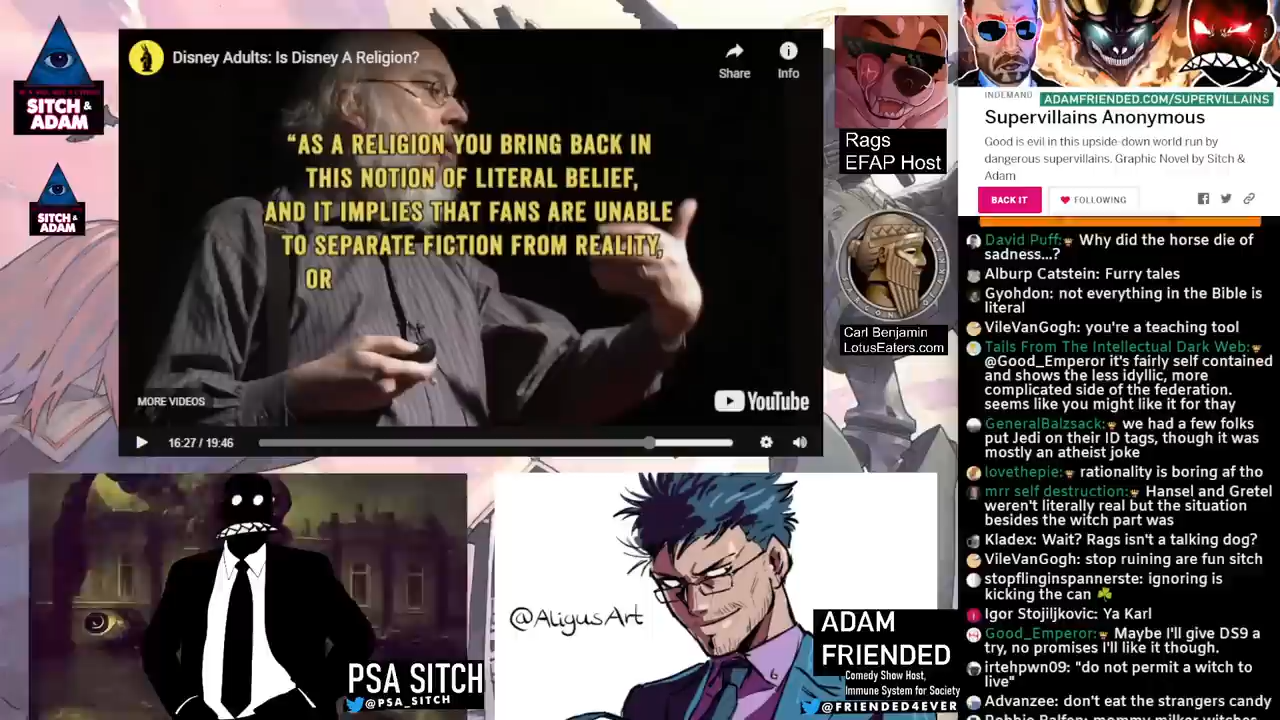 SITCH &
ADAM
SITCH &
ADAM
Disney Adults: Is Disney A Religion?
Share
Info
“AS A RELIGION YOU BRING BACK IN
THIS NOTION OF LITERAL BELIEF,
AND IT IMPLIES THAT FANS ARE UNABLE
TO SEPARATE FICTION FROM REALITY,
OR
MORE VIDEOS
YouTube
16:27 / 19:46
Rags
EFAP Host
SARGON OF AKKAD
Carl Benjamin
LotusEaters.com
PSA SITCH
@PSA_SITCH
@AligusArt
ADAM
FRIENDED
Comedy Show Host,
Immune System for Society
@FRIENDED4EVER
INDEMAND
ADAMFRIENDED.COM/SUPERVILLAINS
Supervillains Anonymous
Good is evil in this upside-down world run by
dangerous supervillains. Graphic Novel by Sitch &
Adam
BACK IT
FOLLOWING
David Puff: Why did the horse die of
sadness...?
Alburp Catstein: Furry tales
Gyohdon: not everything in the Bible is
literal
VileVanGogh: you're a teaching tool
Tails From The Intellectual Dark Web:
@Good_Emperor it's fairly self contained
and shows the less idyllic, more
complicated side of the federation.
seems like you might like it for thay
GeneralBalzsack: we had a few folks
put Jedi on their ID tags, though it was
mostly an atheist joke
lovethepie: rationality is boring af tho
mrr self destruction: Hansel and Gretel
weren't literally real but the situation
besides the witch part was
Kladex: Wait? Rags isn't a talking dog?
VileVanGogh: stop ruining are fun sitch
stopflinginspannerste: ignoring is
kicking the can ☘
Igor Stojiljkovic: Ya Karl
Good_Emperor: Maybe I'll give DS9 a
try, no promises I'll like it though.
irtehpwn09: "do not permit a witch to
live"
Advanzee: don't eat the strangers candy